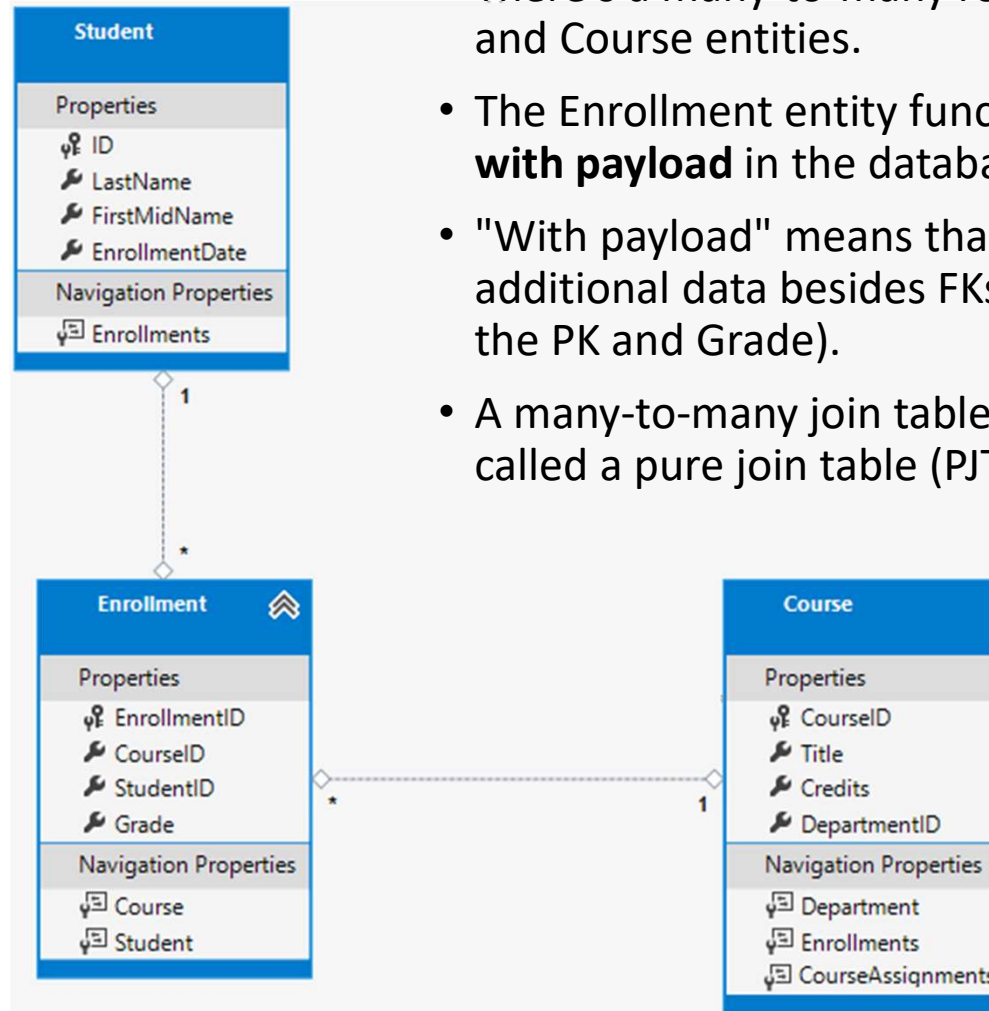 and Course entities.
• The Enrollment entity func
with payload in the databa
• "With payload" means tha
additional data besides FKs
the PK and Grade).
• A many-to-many join table
called a pure join table (PJT
Student
Properties
ID
LastName
FirstMidName
EnrollmentDate
Navigation Properties
Enrollments
1
*
Enrollment
Properties
EnrollmentID
CourseID
StudentID
Grade
Navigation Properties
Course
Student
*
1
Course
Properties
CourseID
Title
Credits
DepartmentID
Navigation Properties
Department
Enrollments
CourseAssignments